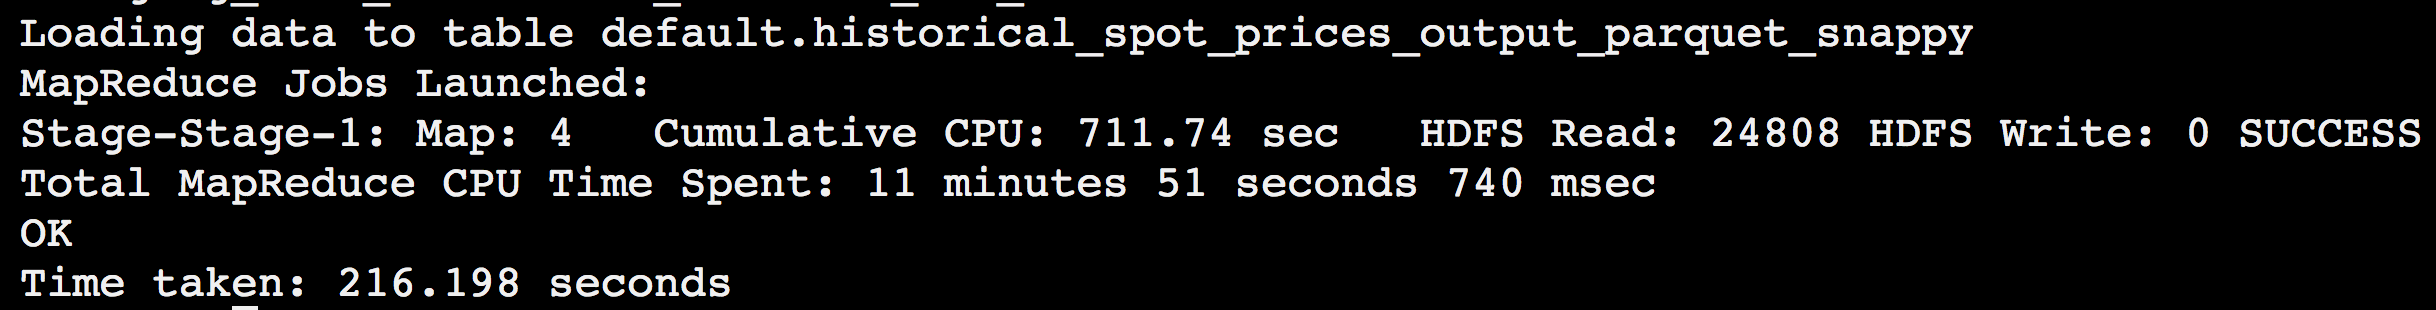 Loading data to table default.historical_spot_prices_output_parquet_snappy
MapReduce Jobs Launched:
Stage-Stage-1: Map: 4   Cumulative CPU: 711.74 sec   HDFS Read: 24808 HDFS Write: 0 SUCCESS
Total MapReduce CPU Time Spent: 11 minutes 51 seconds 740 msec
OK
Time taken: 216.198 seconds